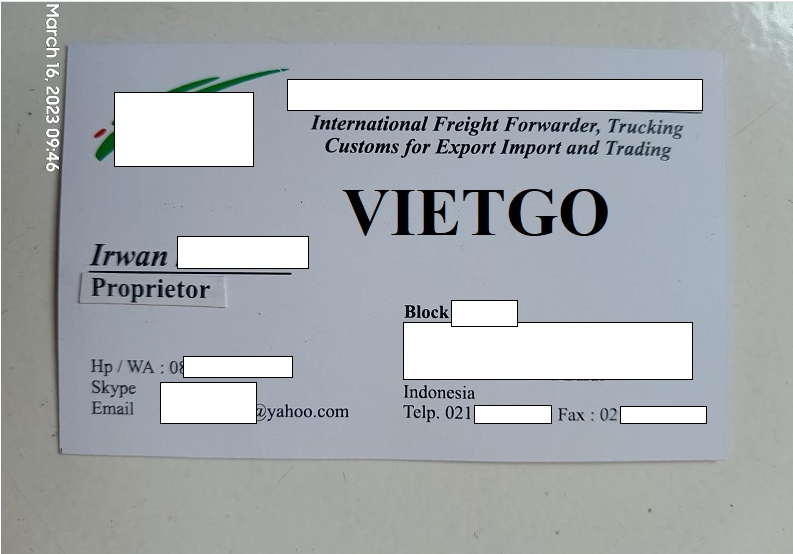 March 16, 2023 09:46
International Freight Forwarder, Trucking
Customs for Export Import and Trading
VIETGO
Irwan
Proprietor
Hp / WA : 08
Skype
Email @yahoo.com
Block
Indonesia
Telp. 021 Fax : 02